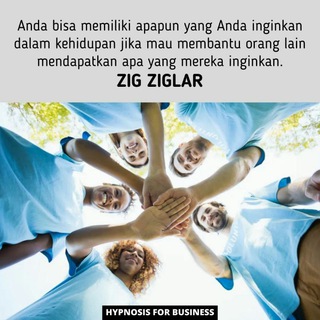 Anda bisa memiliki apapun yang Anda inginkan
dalam kehidupan jika mau membantu orang lain
mendapatkan apa yang mereka inginkan.
ZIG ZIGLAR
HYPNOSIS FOR BUSINESS